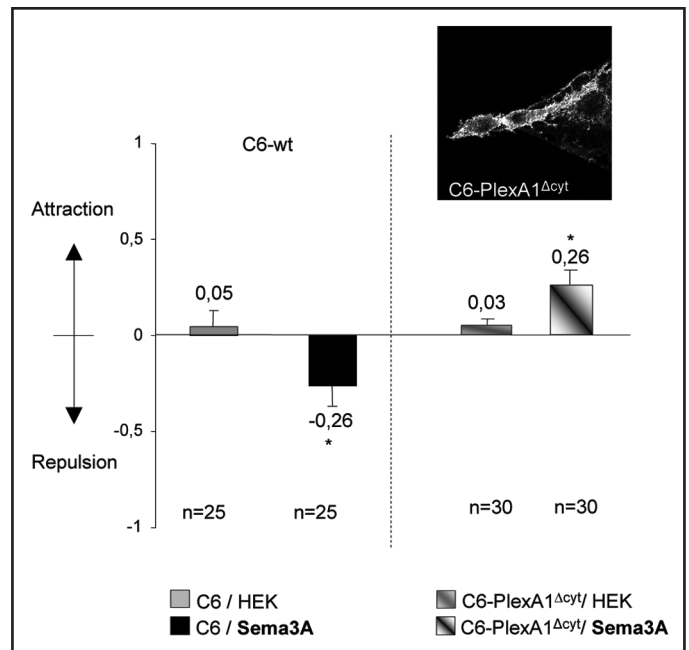 C6-PlexA1Δcyt
C6-wt
1
Attraction
0,5
0,05
*
0,26
0,03
0
-0,26
*
-0,5
Repulsion
n=25
n=25
n=30
n=30
-1
C6 / HEK
C6-PlexA1Δcyt/ HEK
C6 / Sema3A
C6-PlexA1Δcyt/ Sema3A